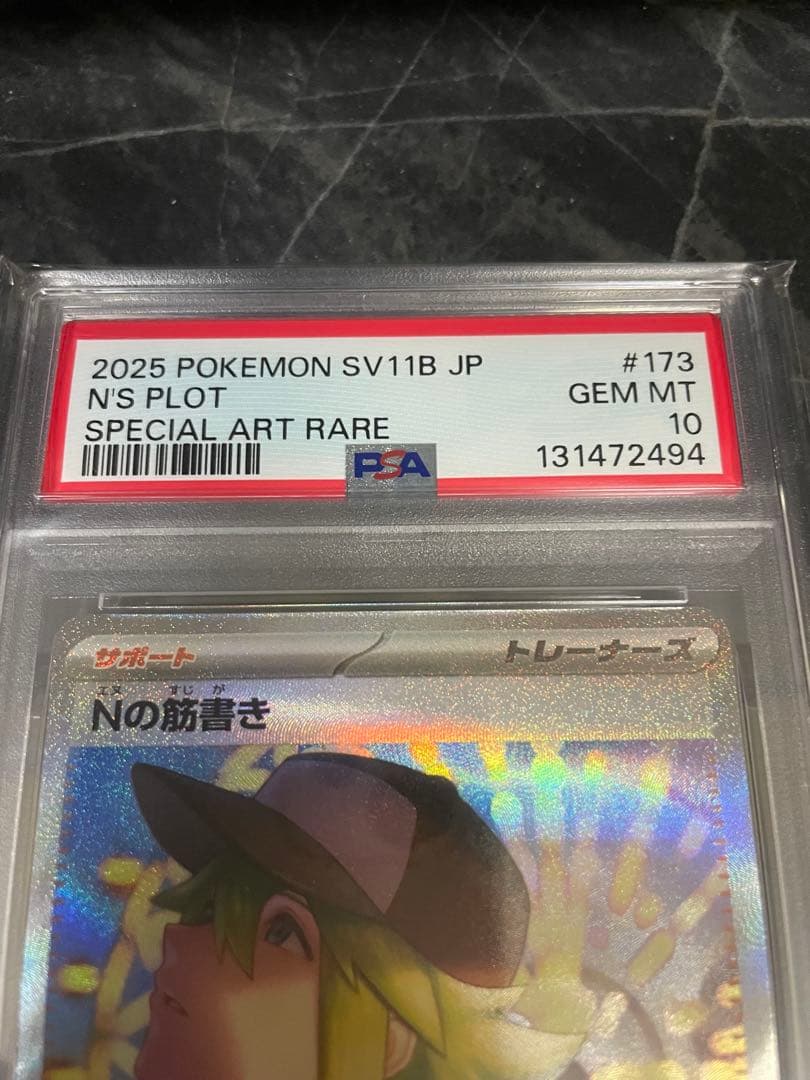 2025 POKEMON SV11B JP #173
N'S PLOT GEM MT
SPECIAL ART RARE 10
PSA 131472494
サポート トレーナーズ
エヌ すじ が
Nの筋書き